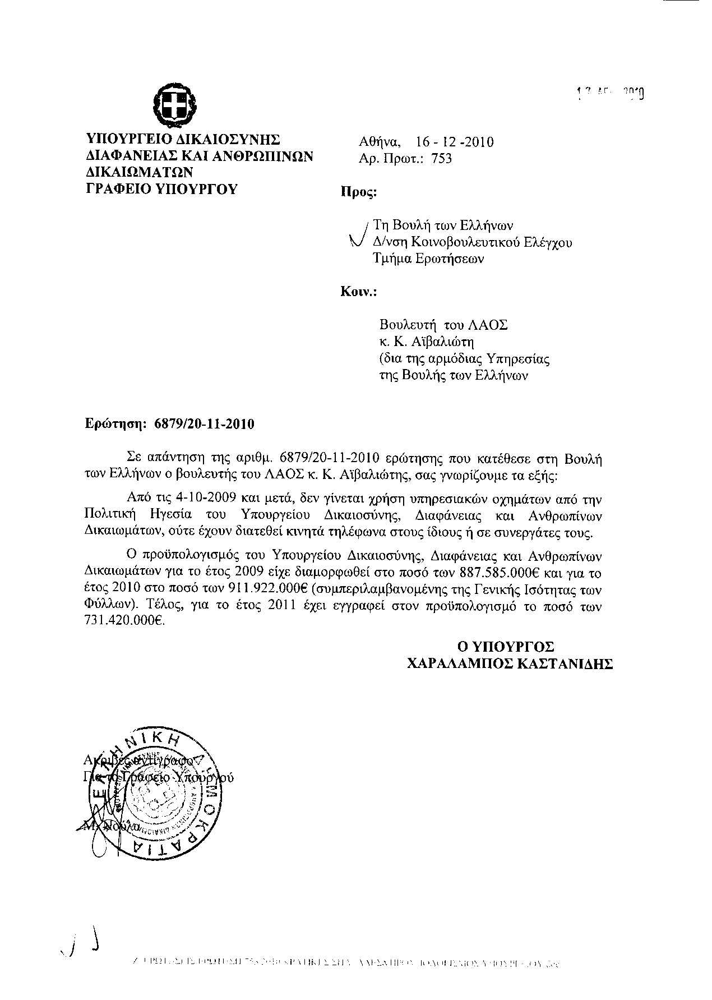 ΥΠΟΥΡΓΕΙΟ ΔΙΚΑΙΟΣΥΝΗΣ
ΔΙΑΦΑΝΕΙΑΣ ΚΑΙ ΑΝΘΡΩΠΙΝΩΝ
ΔΙΚΑΙΩΜΑΤΩΝ
ΓΡΑΦΕΙΟ ΥΠΟΥΡΓΟΥ
Αθήνα, 16 - 12 -2010
Αρ. Πρωτ.: 753
Προς:
Τη Βουλή των Ελλήνων
Δ/νση Κοινοβουλευτικού Ελέγχου
Τμήμα Ερωτήσεων
Κοιν.:
Βουλευτή του ΛΑΟΣ
κ. Κ. Αϊβαλιώτη
(δια της αρμόδιας Υπηρεσίας
της Βουλής των Ελλήνων
Ερώτηση: 6879/20-11-2010
Σε απάντηση της αριθμ. 6879/20-11-2010 ερώτησης που κατέθεσε στη Βουλή
των Ελλήνων ο βουλευτής του ΛΑΟΣ κ. Κ. Αϊβαλιώτης, σας γνωρίζουμε τα εξής:
Από τις 4-10-2009 και μετά, δεν γίνεται χρήση υπηρεσιακών οχημάτων από την
Πολιτική Ηγεσία του Υπουργείου Δικαιοσύνης, Διαφάνειας και Ανθρωπίνων
Δικαιωμάτων, ούτε έχουν διατεθεί κινητά τηλέφωνα στους ίδιους ή σε συνεργάτες τους.
Ο προϋπολογισμός του Υπουργείου Δικαιοσύνης, Διαφάνειας και Ανθρωπίνων
Δικαιωμάτων για το έτος 2009 είχε διαμορφωθεί στο ποσό των 887.585.000€ και για το
έτος 2010 στο ποσό των 911.922.000€ (συμπεριλαμβανομένης της Γενικής Ισότητας των
Φύλλων). Τέλος, για το έτος 2011 έχει εγγραφεί στον προϋπολογισμό το ποσό των
731.420.000€.
Ο ΥΠΟΥΡΓΟΣ
ΧΑΡΑΛΑΜΠΟΣ ΚΑΣΤΑΝΙΔΗΣ
Ακριβές αντίγραφο
Για το Γραφείο Υπουργού
Μ. Νούλα
ΕΛΛΗΝΙΚΗ ΔΗΜΟΚΡΑΤΙΑ